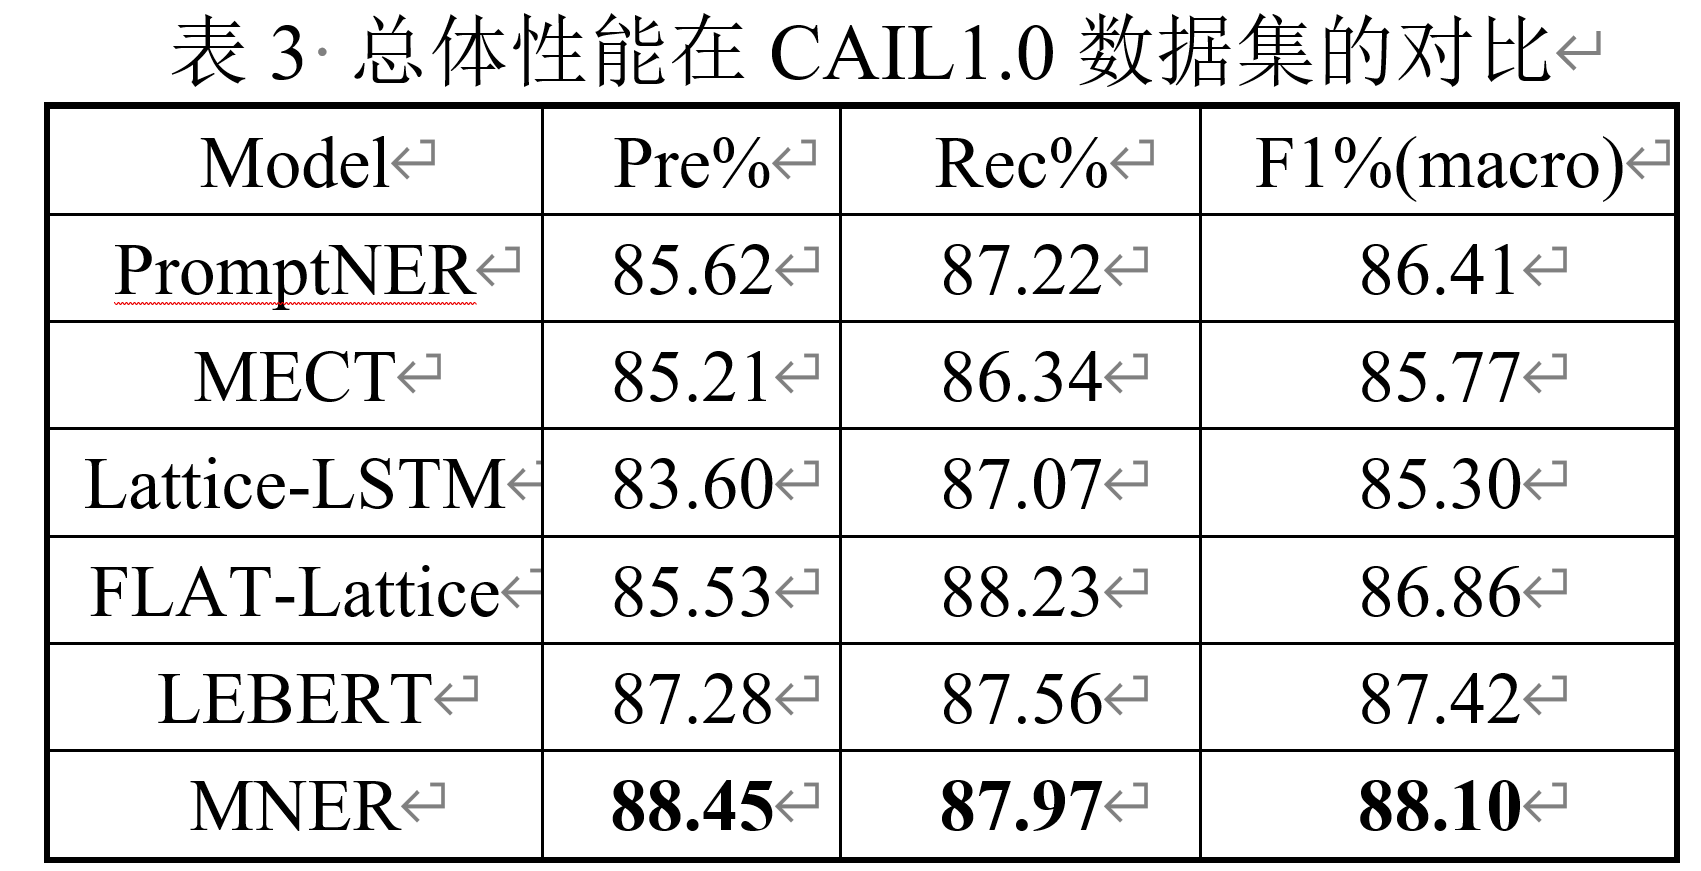 表 3 总体性能在 CAIL1.0 数据集的对比
Model Pre% Rec% F1%(macro)
PromptNER 85.62 87.22 86.41
MECT 85.21 86.34 85.77
Lattice-LSTM 83.60 87.07 85.30
FLAT-Lattice 85.53 88.23 86.86
LEBERT 87.28 87.56 87.42
MNER 88.45 87.97 88.10